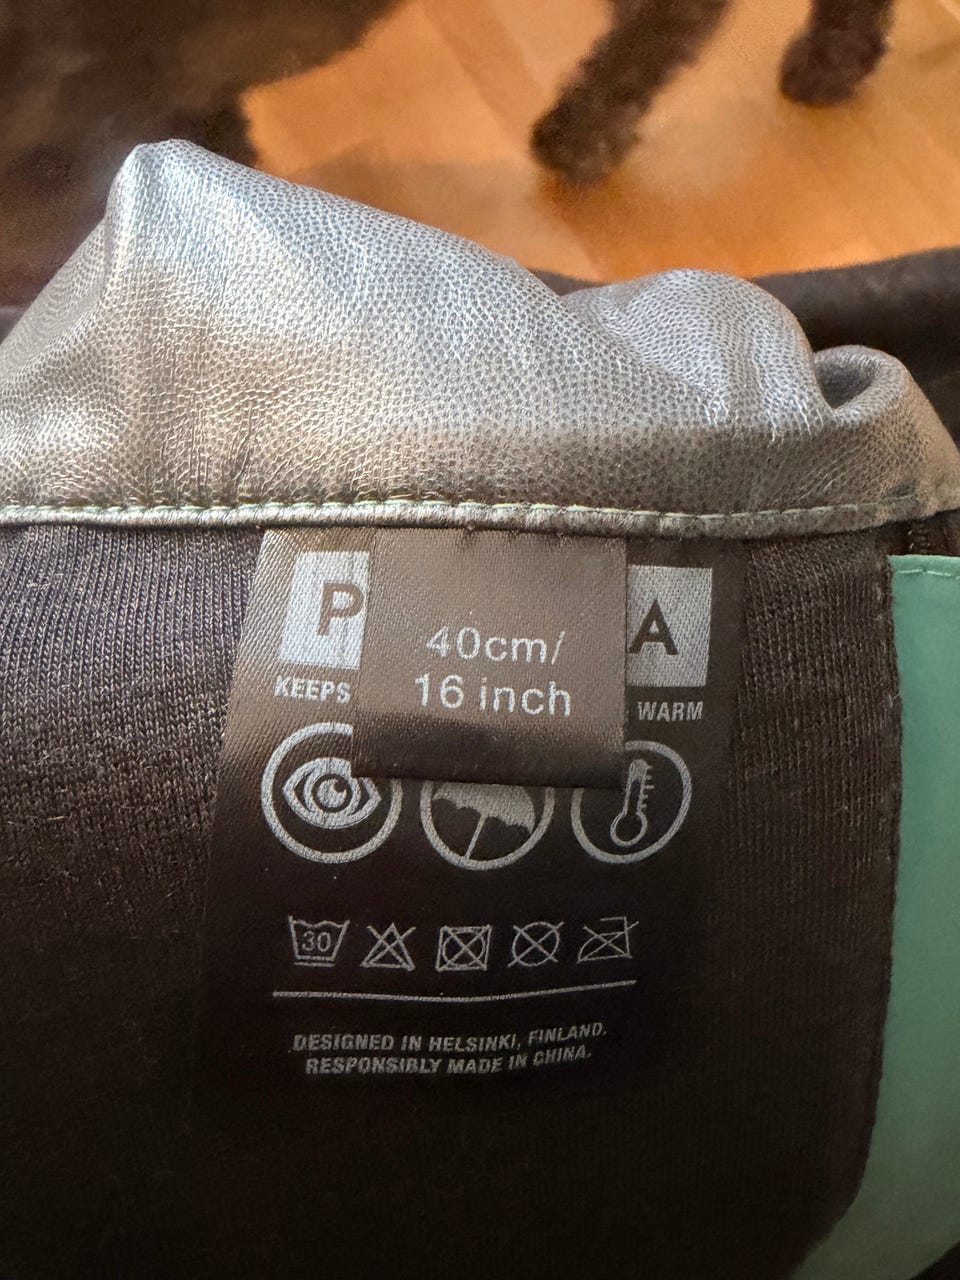 P A
40cm/
16 inch
KEEPS WARM
30
DESIGNED IN HELSINKI, FINLAND.
RESPONSIBLY MADE IN CHINA.